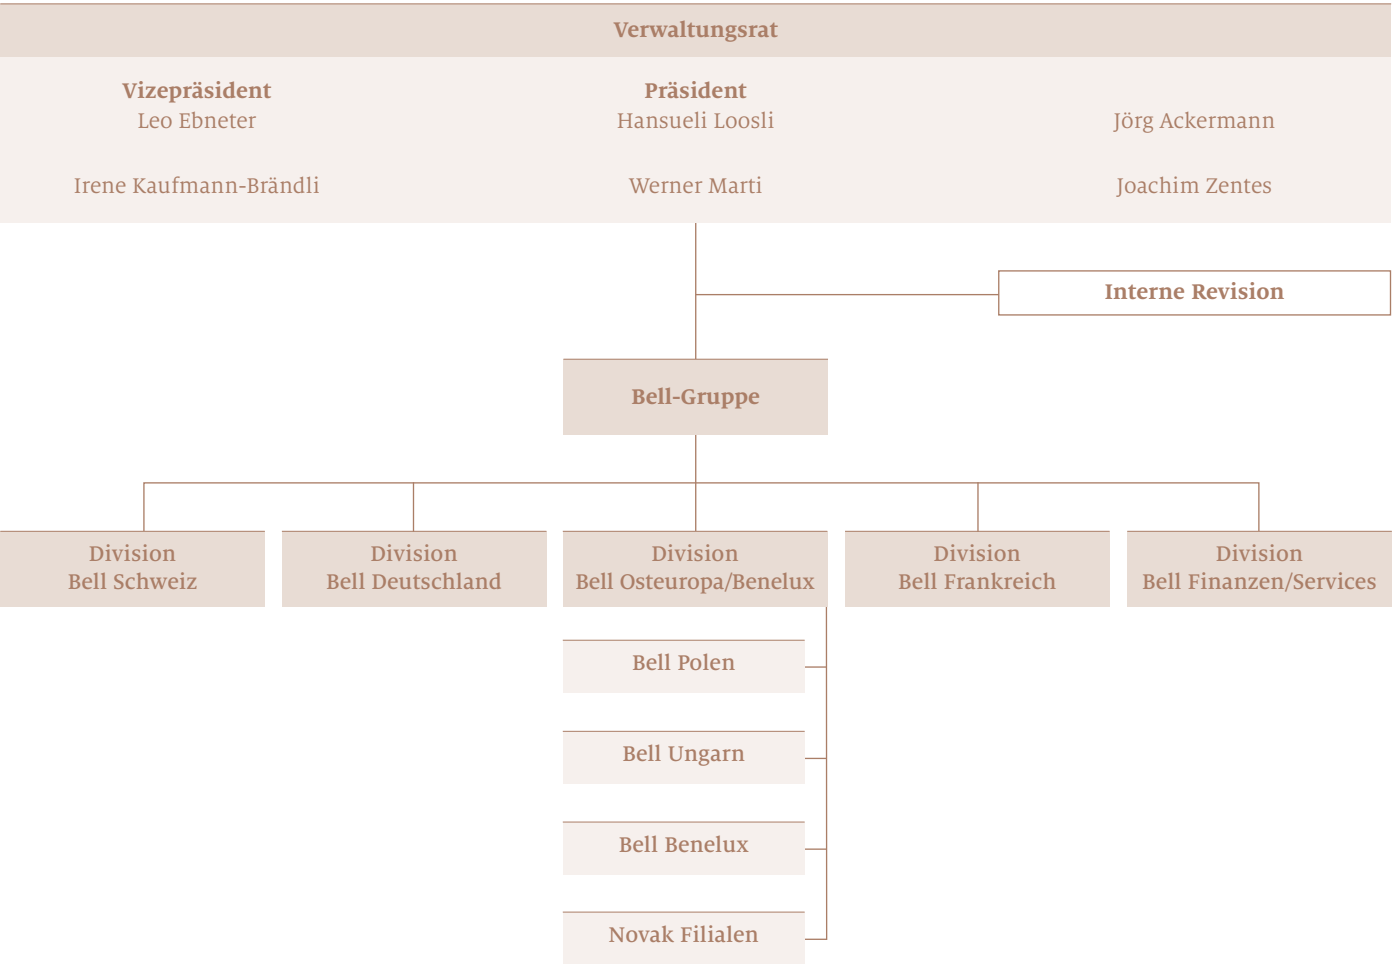 Verwaltungsrat
Vizepräsident
Leo Ebneter
Präsident
Hansueli Loosli
Jörg Ackermann
Irene Kaufmann-Brändli
Werner Marti
Joachim Zentes
Interne Revision
Bell-Gruppe
Division
Bell Schweiz
Division
Bell Deutschland
Division
Bell Osteuropa/Benelux
Division
Bell Frankreich
Division
Bell Finanzen/Services
Bell Polen
Bell Ungarn
Bell Benelux
Novak Filialen